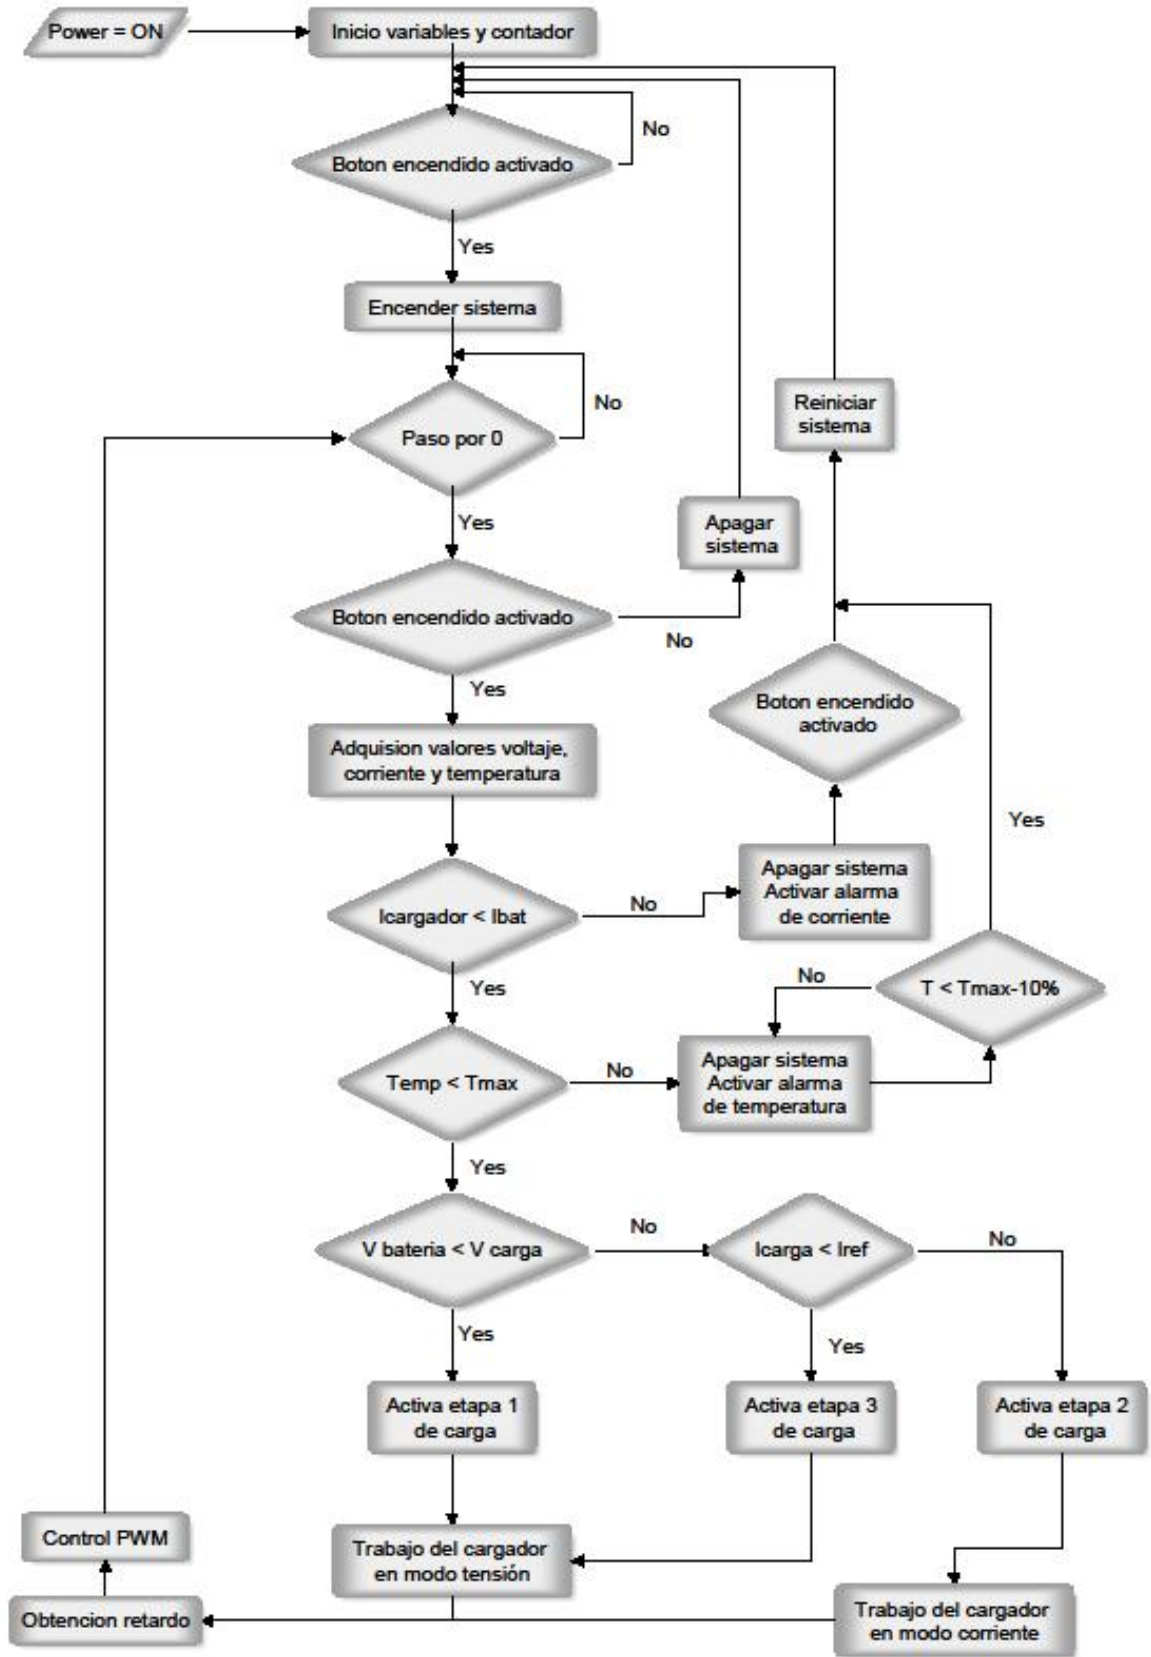 Power = ON
Inicio variables y contador
No
Boton encendido activado
Yes
Encender sistema
No
Paso por 0
Reiniciar
sistema
Yes
Apagar
sistema
Boton encendido activado
No
Yes
Boton encendido
activado
Adquision valores voltaje,
corriente y temperatura
Yes
Apagar sistema
Activar alarma
de corriente
No
Icargador < Ibat
No
T < Tmax-10%
Yes
Apagar sistema
Activar alarma
de temperatura
No
Temp < Tmax
Yes
No
V bateria < V carga
Icarga < Iref
No
Yes
Yes
Activa etapa 1
de carga
Activa etapa 3
de carga
Activa etapa 2
de carga
Control PWM
Trabajo del cargador
en modo tensión
Obtencion retardo
Trabajo del cargador
en modo corriente